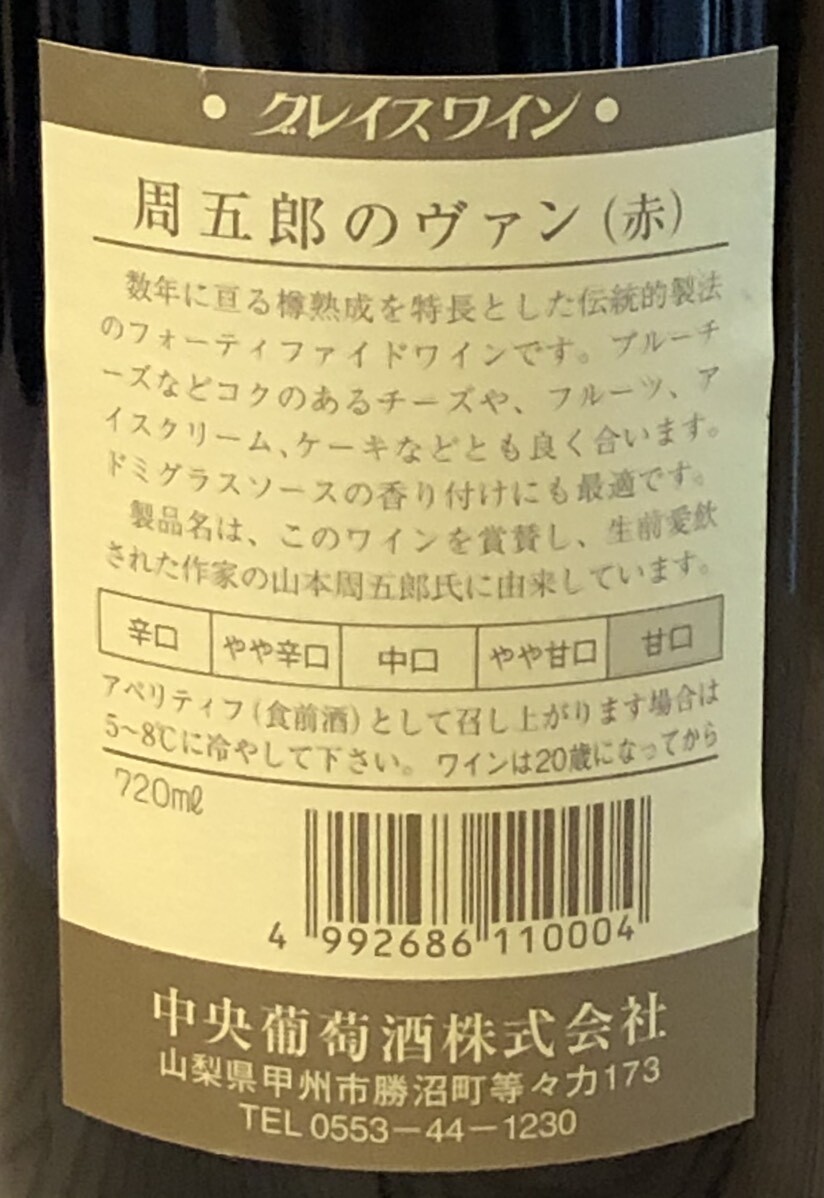 • グレイスワイン •
周五郎のヴァン(赤)
数年に亘る樽熟成を特長とした伝統的製法
のフォーティファイドワインです。ブルーチ
ーズなどコクのあるチーズや、フルーツ、ア
イスクリーム、ケーキなどとも良く合います。
ドミグラスソースの香り付けにも最適です。
製品名は、このワインを賞賛し、生前愛飲
された作家の山本周五郎氏に由来しています。
辛口 やや辛口 中口 やや甘口 甘口
アペリティフ(食前酒)として召し上がります場合は
5~8℃に冷やして下さい。 ワインは20歳になってから
720mℓ
4 992686 110004
中央葡萄酒株式会社
山梨県甲州市勝沼町等々力173
TEL 0553-44-1230